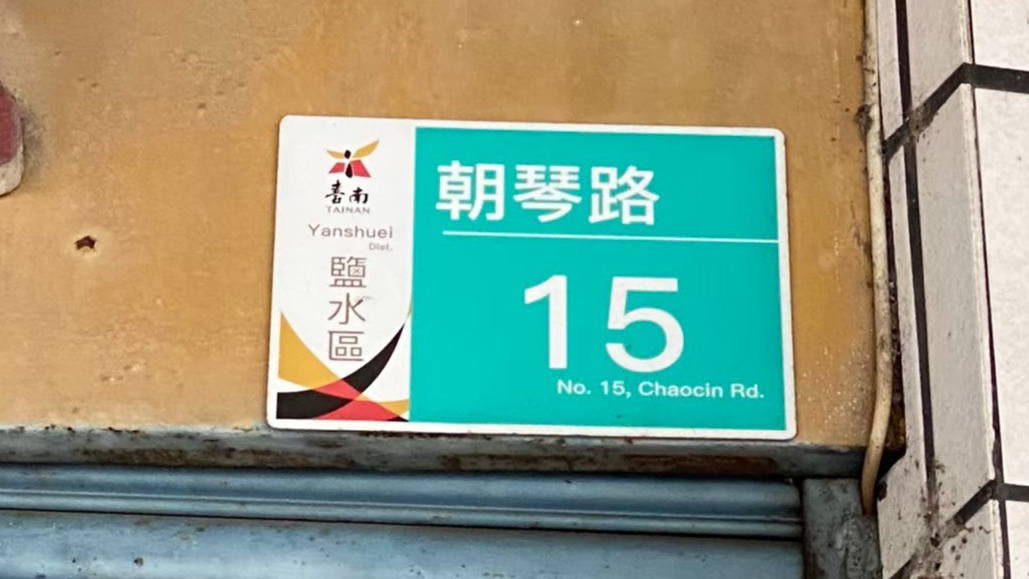 臺南
TAINAN
Yanshuei
Dist.
鹽
水
區
朝琴路
15
No. 15, Chaocin Rd.